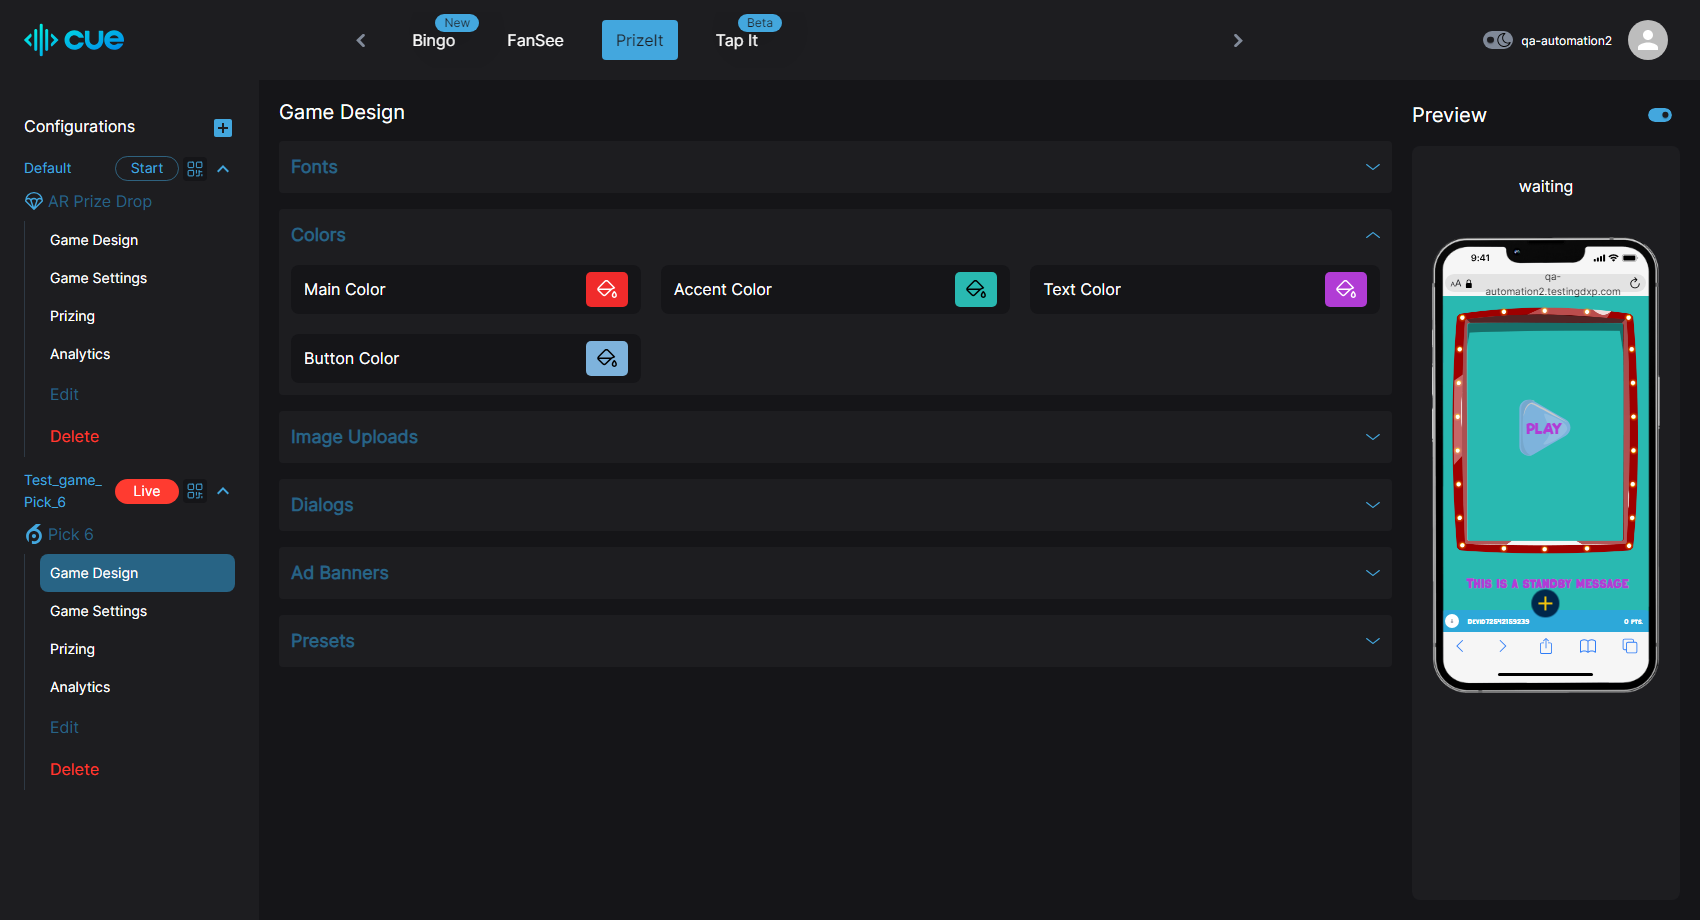 cue
New
Bingo
FanSee
PrizeIt
Beta
Tap It
qa-automation2
Configurations
Default
Start
AR Prize Drop
Game Design
Game Settings
Prizing
Analytics
Edit
Delete
Test_game_
Pick_6
Live
Pick 6
Game Design
Game Settings
Prizing
Analytics
Edit
Delete
Game Design
Fonts
Colors
Main Color
Accent Color
Text Color
Button Color
Image Uploads
Dialogs
Ad Banners
Presets
Preview
waiting
9:41
AA
qa-
automation2.testingdxp.com
PLAY
THIS IS A STANDBY MESSAGE
0 PTS.